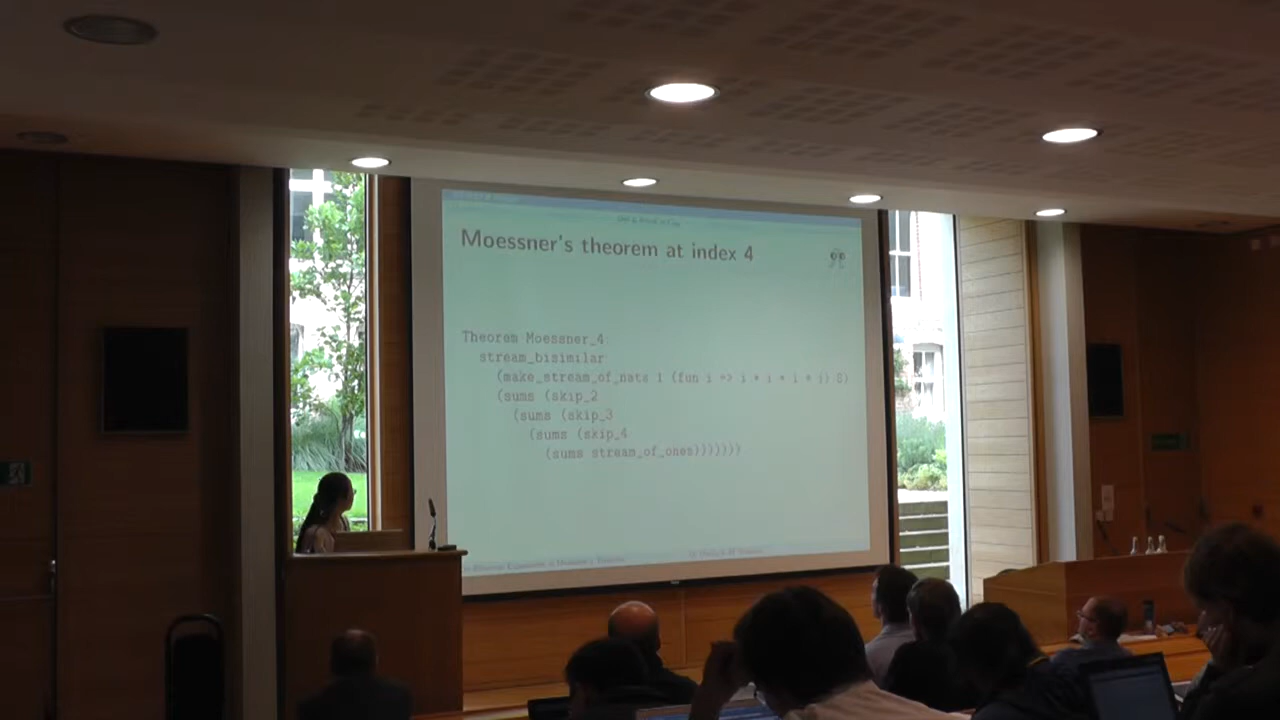 Moessner's theorem at index 4
Theorem Moessner_4:
stream_bisimilar
(make_stream_of_nats 1 (fun i => i * i * i * i) S)
(sums (skip_2
(sums (skip_3
(sums (skip_4
(sums stream_of_ones)))))))